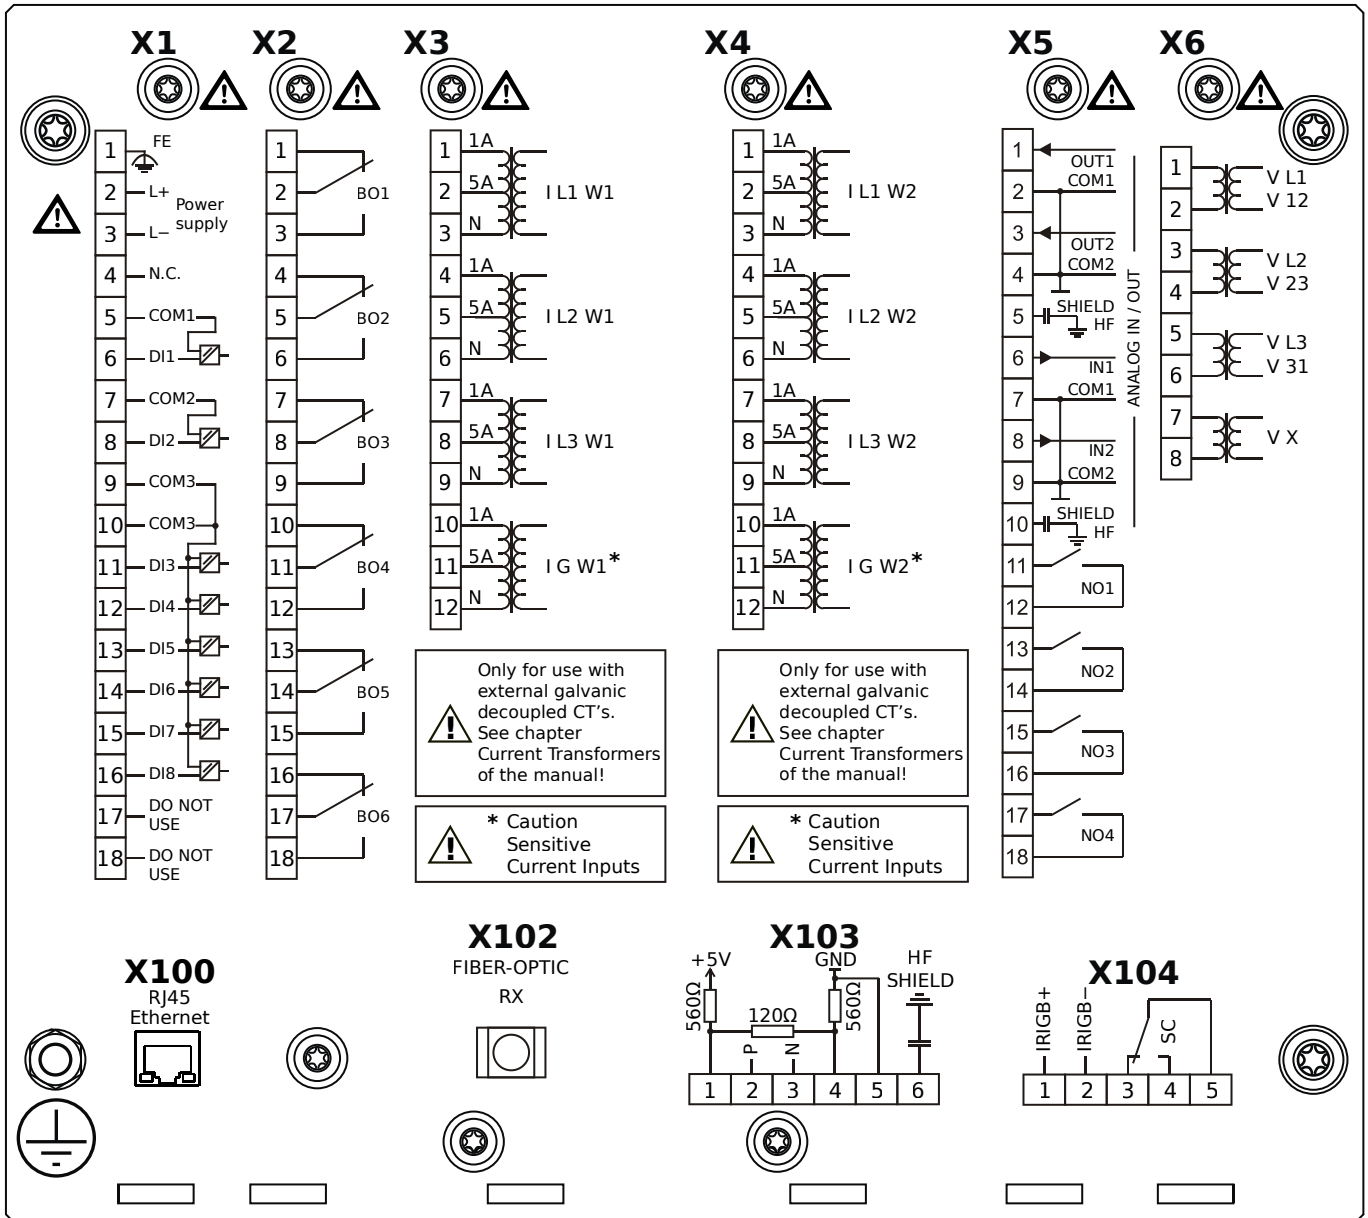 X1 X2 X3 X4 X5 X6
1 FE
2 L+ Power
supply
3 L−
4 N.C.
5 COM1
6 DI1
7 COM2
8 DI2
9 COM3
10 COM3
11 DI3
12 DI4
13 DI5
14 DI6
15 DI7
16 DI8
17 DO NOT
USE
18 DO NOT
USE
1
2 BO1
3
4
5 BO2
6
7
8 BO3
9
10
11 BO4
12
13
14 BO5
15
16
17 BO6
18
1 1A
2 5A I L1 W1
3 N
4 1A
5 5A I L2 W1
6 N
7 1A
8 5A I L3 W1
9 N
10 1A
11 5A I G W1*
12 N
Only for use with
external galvanic
decoupled CT's.
See chapter
Current Transformers
of the manual!
* Caution
Sensitive
Current Inputs
1 1A
2 5A I L1 W2
3 N
4 1A
5 5A I L2 W2
6 N
7 1A
8 5A I L3 W2
9 N
10 1A
11 5A I G W2*
12 N
Only for use with
external galvanic
decoupled CT's.
See chapter
Current Transformers
of the manual!
* Caution
Sensitive
Current Inputs
1 OUT1
2 COM1
3 OUT2
4 COM2
5 SHIELD
HF
6 IN1
7 COM1
8 IN2
9 COM2
10 SHIELD
HF
ANALOG IN / OUT
11
NO1
12
13
NO2
14
15
NO3
16
17
NO4
18
1 V L1
2 V 12
3 V L2
4 V 23
5 V L3
6 V 31
7 V X
8
X100
RJ45
Ethernet
X102
FIBER-OPTIC
RX
X103
+5V GND HF
SHIELD
560Ω 120Ω 560Ω
P N
1 2 3 4 5 6
X104
IRIGB+ IRIGB− SC
1 2 3 4 5